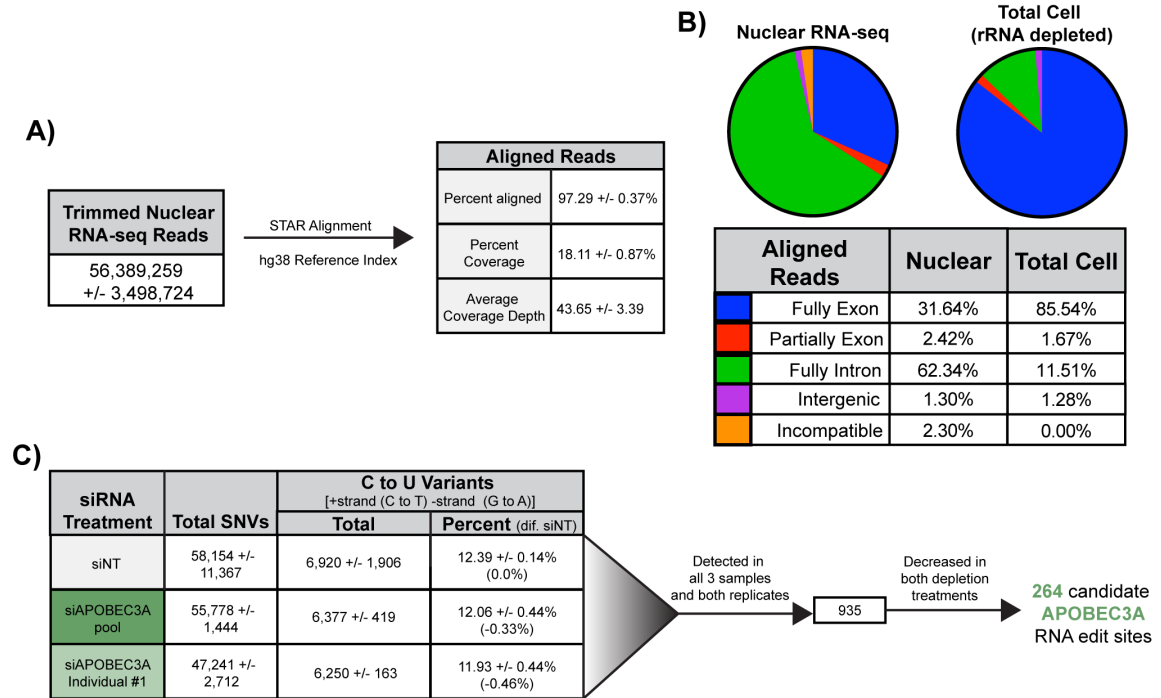 A)
Trimmed Nuclear
RNA-seq Reads
56,389,259
+/- 3,498,724
STAR Alignment
hg38 Reference Index
Aligned Reads
Percent aligned
97.29 +/- 0.37%
Percent
Coverage
18.11 +/- 0.87%
Average
Coverage Depth
43.65 +/- 3.39
B)
Nuclear RNA-seq
Total Cell
(rRNA depleted)
Aligned
Reads
Nuclear
Total Cell
Fully Exon
31.64%
85.54%
Partially Exon
2.42%
1.67%
Fully Intron
62.34%
11.51%
Intergenic
1.30%
1.28%
Incompatible
2.30%
0.00%
C)
siRNA
Treatment
Total SNVs
C to U Variants
[+strand (C to T) -strand (G to A)]
Total
Percent (dif. siNT)
siNT
58,154 +/-
11,367
6,920 +/- 1,906
12.39 +/- 0.14%
(0.0%)
siAPOBEC3A
pool
55,778 +/-
1,444
6,377 +/- 419
12.06 +/- 0.44%
(-0.33%)
siAPOBEC3A
Individual #1
47,241 +/-
2,712
6,250 +/- 163
11.93 +/- 0.44%
(-0.46%)
Detected in
all 3 samples
and both replicates
935
Decreased in
both depletion
treatments
264 candidate
APOBEC3A
RNA edit sites